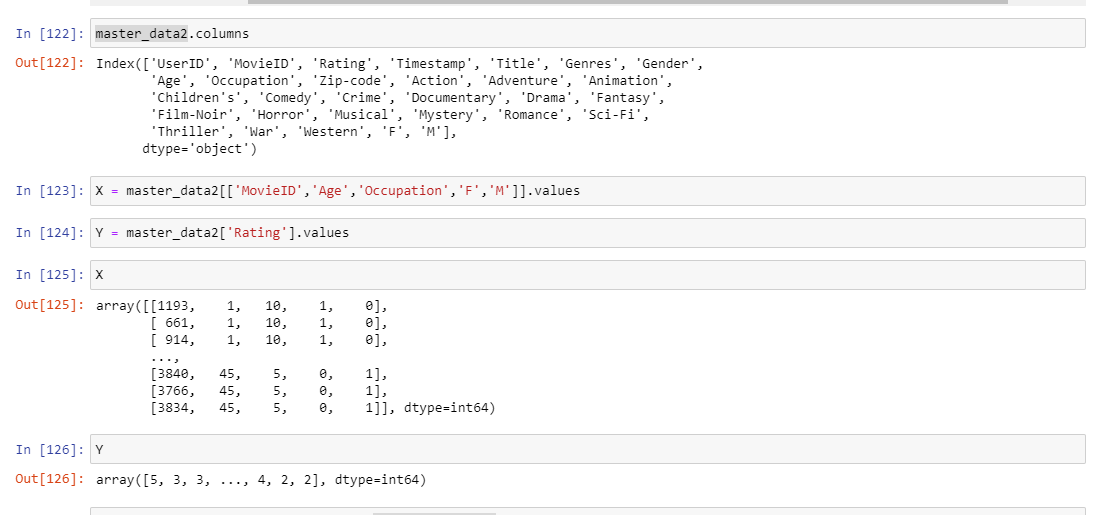 In [122]: master_data2.columns
Out[122]: Index(['UserID', 'MovieID', 'Rating', 'Timestamp', 'Title', 'Genres', 'Gender',
'Age', 'Occupation', 'Zip-code', 'Action', 'Adventure', 'Animation',
'Children's', 'Comedy', 'Crime', 'Documentary', 'Drama', 'Fantasy',
'Film-Noir', 'Horror', 'Musical', 'Mystery', 'Romance', 'Sci-Fi',
'Thriller', 'War', 'Western', 'F', 'M'],
dtype='object')
In [123]: X = master_data2[['MovieID','Age','Occupation','F','M']].values
In [124]: Y = master_data2['Rating'].values
In [125]: X
Out[125]: array([[1193, 1, 10, 1, 0],
[ 661, 1, 10, 1, 0],
[ 914, 1, 10, 1, 0],
...,
[3840, 45, 5, 0, 1],
[3766, 45, 5, 0, 1],
[3834, 45, 5, 0, 1]], dtype=int64)
In [126]: Y
Out[126]: array([5, 3, 3, ..., 4, 2, 2], dtype=int64)